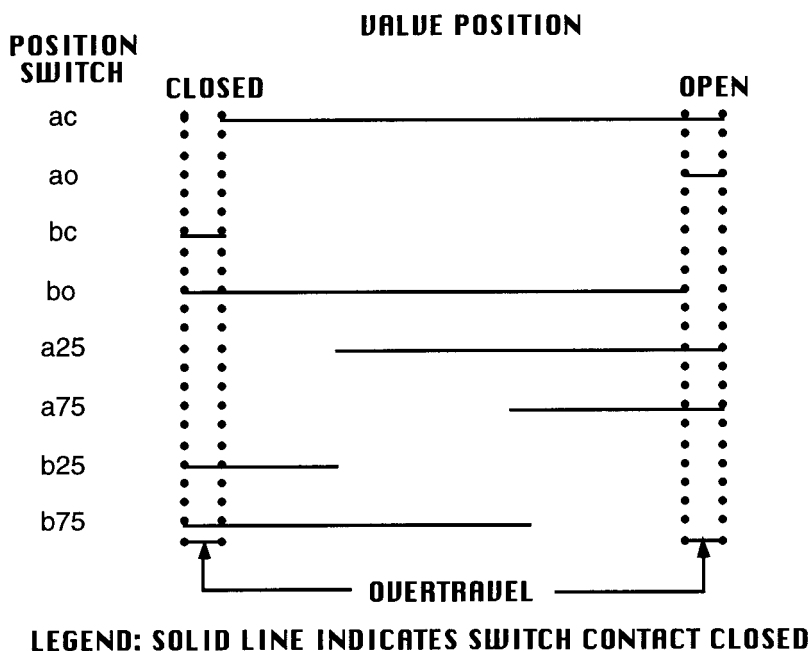 VALVE POSITION
POSITION
SWITCH
CLOSED
OPEN
ac
ao
bc
bo
a25
a75
b25
b75
OVERTRAVEL
LEGEND: SOLID LINE INDICATES SWITCH CONTACT CLOSED